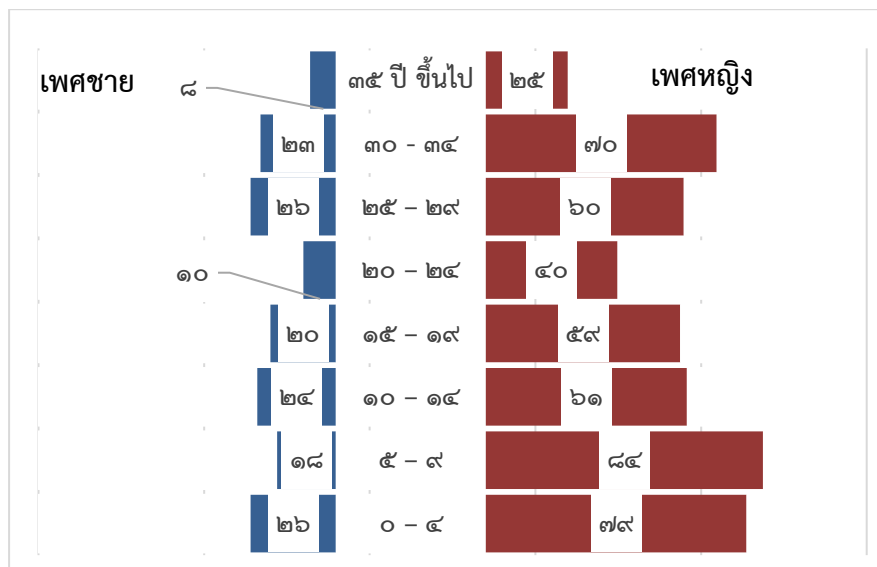 เพศชาย ๘ ๓๕ ปี ขึ้นไป ๒๕ เพศหญิง
๒๓ ๓๐ - ๓๔ ๗๐
๒๖ ๒๕ – ๒๙ ๖๐
๑๐ ๒๐ – ๒๔ ๔๐
๒๐ ๑๕ – ๑๙ ๕๙
๒๔ ๑๐ – ๑๔ ๖๑
๑๘ ๕ – ๙ ๘๔
๒๖ ๐ – ๔ ๗๙